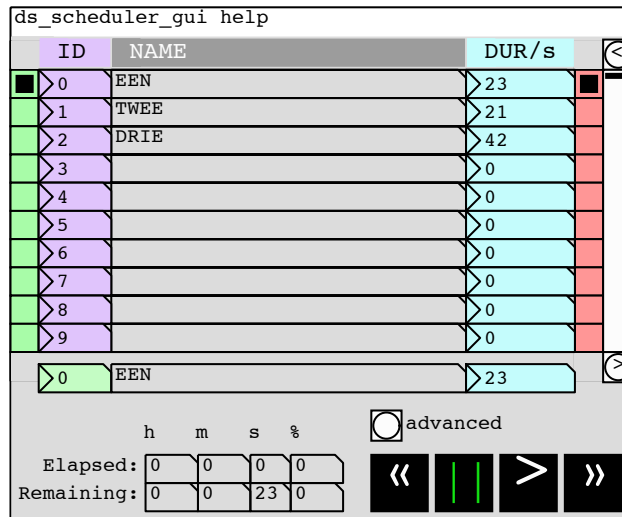 ds_scheduler_gui help
ID NAME DUR/s <
0 EEN 23
1 TWEE 21
2 DRIE 42
3 0
4 0
5 0
6 0
7 0
8 0
9 0
>
0 EEN 23
advanced
h m s %
Elapsed: 0 0 0 0
Remaining: 0 0 23 0
« || > »